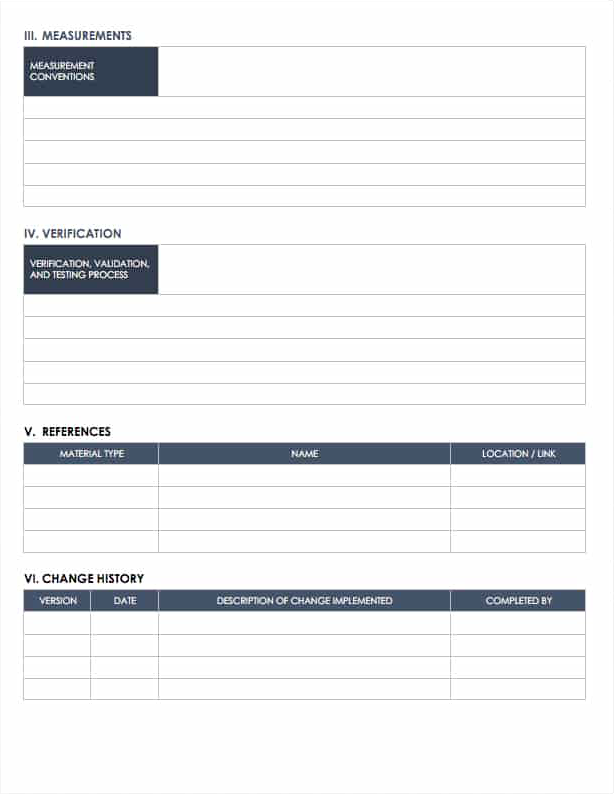 III. MEASUREMENTS
MEASUREMENT
CONVENTIONS
IV. VERIFICATION
VERIFICATION, VALIDATION,
AND TESTING PROCESS
V. REFERENCES
MATERIAL TYPE NAME LOCATION / LINK
VI. CHANGE HISTORY
VERSION DATE DESCRIPTION OF CHANGE IMPLEMENTED COMPLETED BY